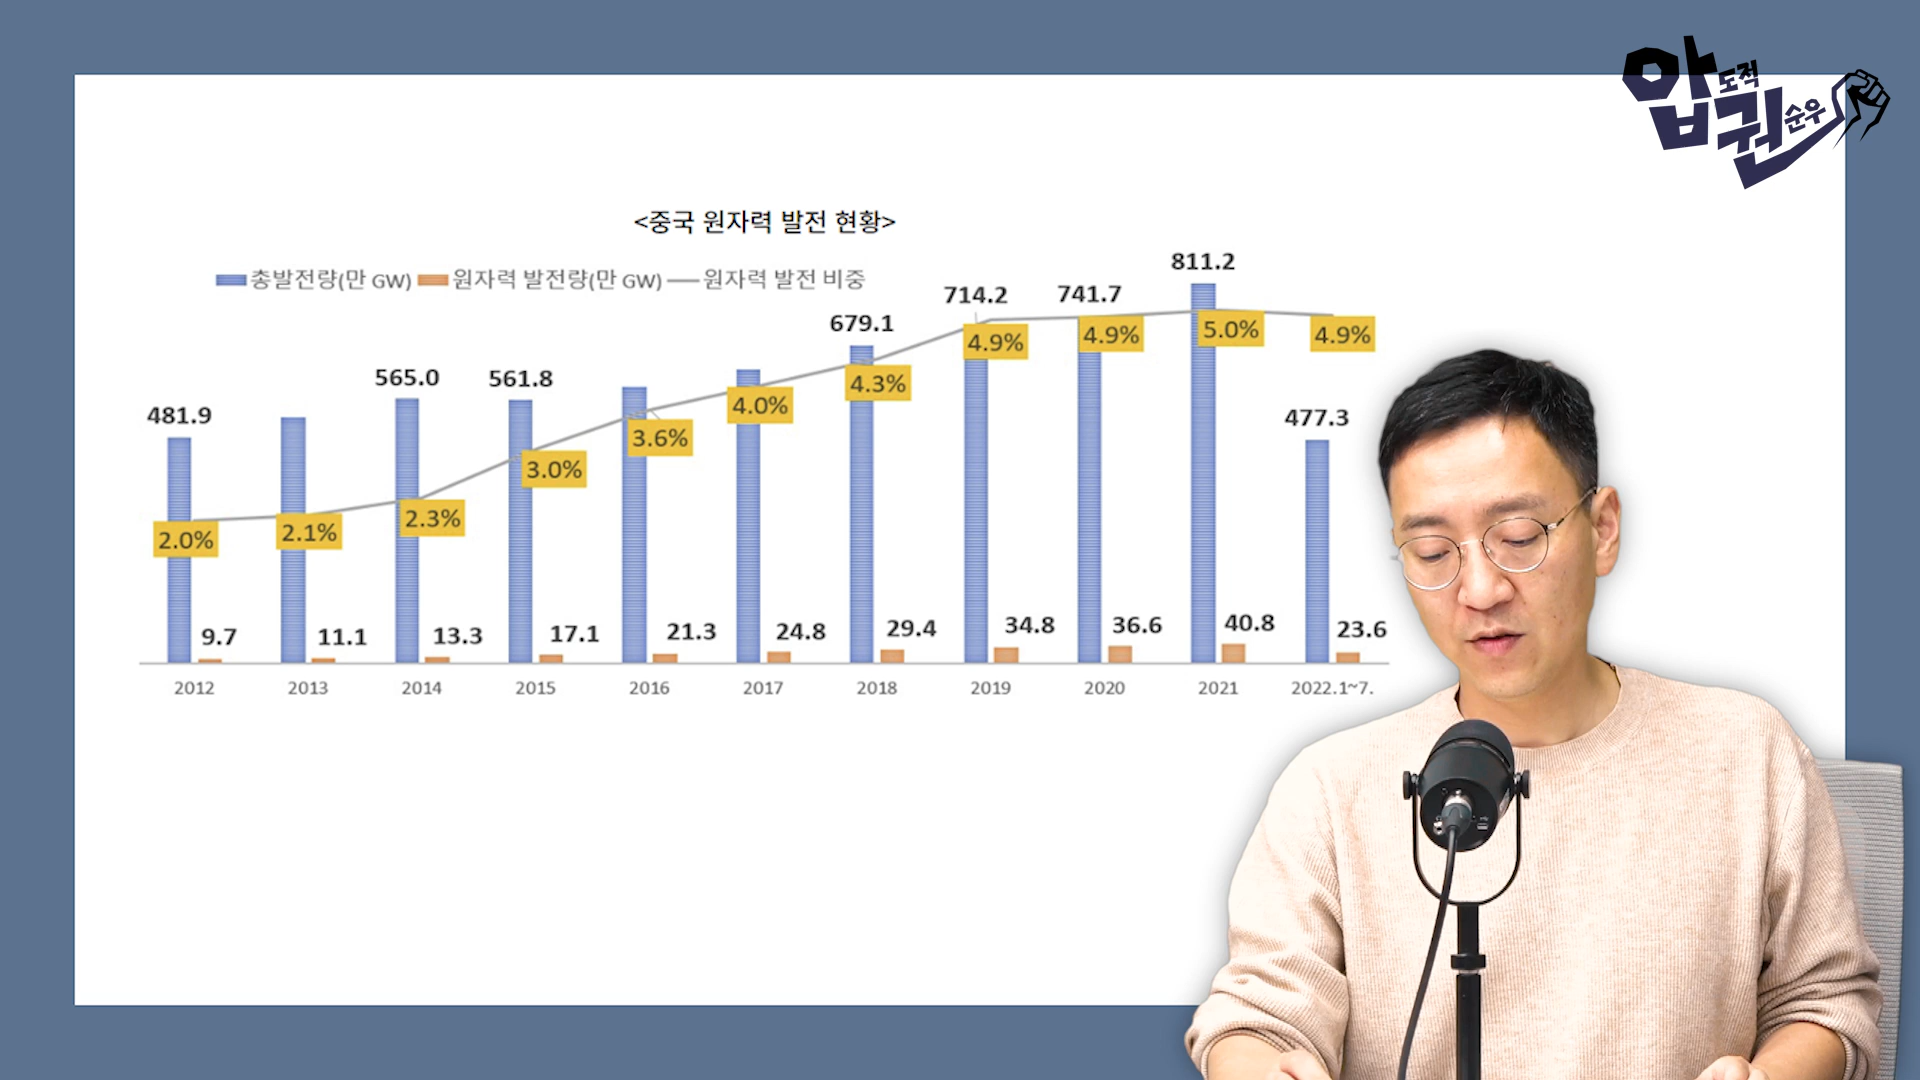 압도적
권순우
<중국 원자력 발전 현황>
총발전량(만 GW) 원자력 발전량(만 GW) 원자력 발전 비중
481.9 565.0 561.8 679.1 714.2 741.7 811.2 477.3
2.0% 2.1% 2.3% 3.0% 3.6% 4.0% 4.3% 4.9% 4.9% 5.0% 4.9%
9.7 11.1 13.3 17.1 21.3 24.8 29.4 34.8 36.6 40.8 23.6
2012 2013 2014 2015 2016 2017 2018 2019 2020 2021 2022.1~7.